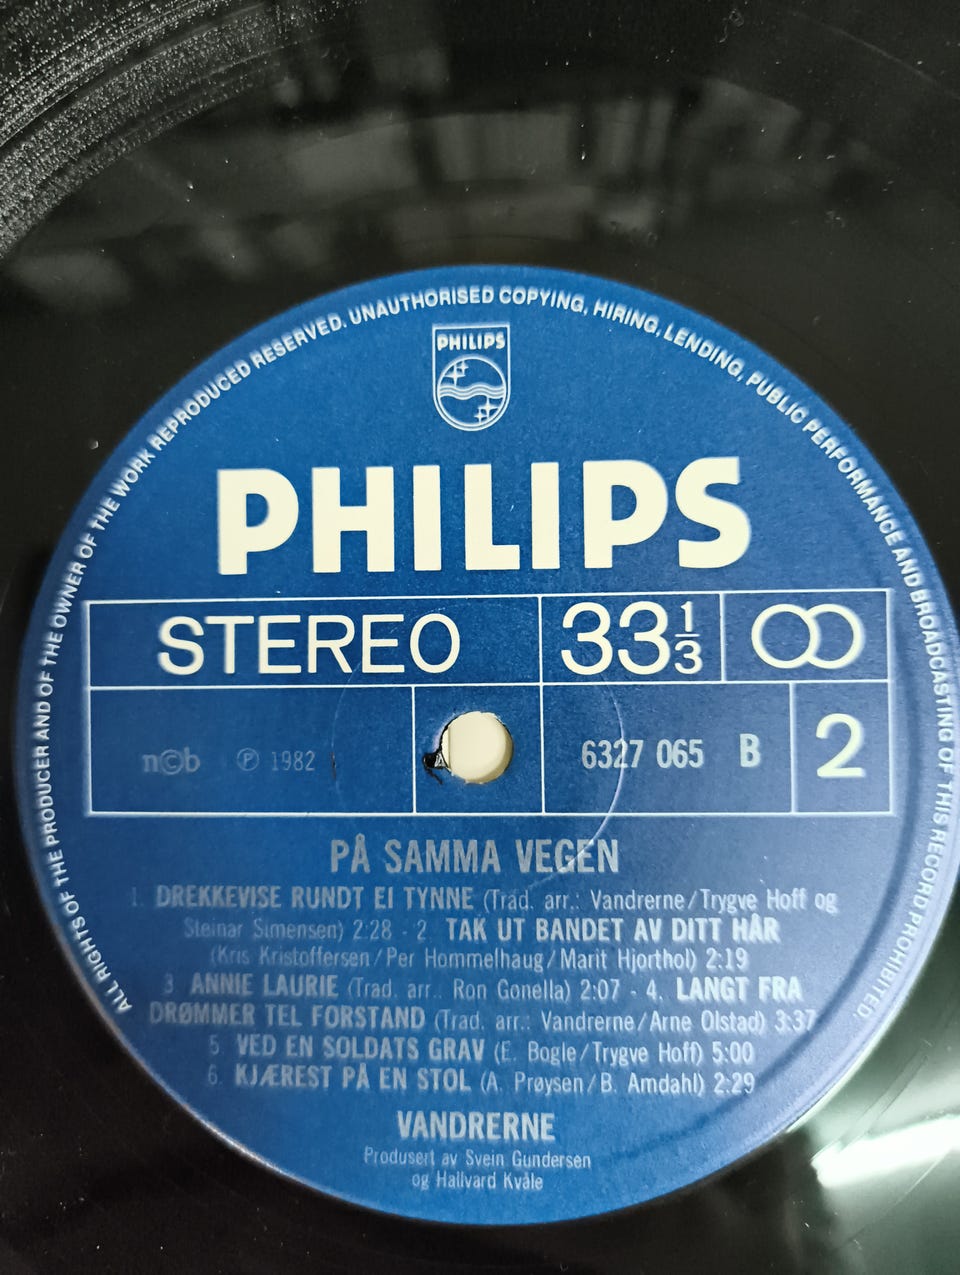 ALL RIGHTS OF THE PRODUCER AND OF THE OWNER OF THE WORK REPRODUCED RESERVED. UNAUTHORISED COPYING, HIRING, LENDING, PUBLIC PERFORMANCE AND BROADCASTING OF THIS RECORD PROHIBITED.
PHILIPS
PHILIPS
STEREO 33 1/3
n©b ℗ 1982 6327 065 B 2
PÅ SAMMA VEGEN
1. DREKKEVISE RUNDT EI TYNNE (Trad. arr.: Vandrerne/Trygve Hoff og
Steinar Simensen) 2:28 - 2. TAK UT BANDET AV DITT HÅR
(Kris Kristoffersen/Per Hommelhaug/Marit Hjorthol) 2:19
3. ANNIE LAURIE (Trad. arr.. Ron Gonella) 2:07 - 4. LANGT FRA
DRØMMER TEL FORSTAND (Trad. arr.: Vandrerne/Arne Olstad) 3:37
5. VED EN SOLDATS GRAV (E. Bogle/Trygve Hoff) 5:00
6. KJÆREST PÅ EN STOL (A. Prøysen/B. Amdahl) 2:29
VANDRERNE
Produsert av Svein Gundersen
og Hallvard Kvåle